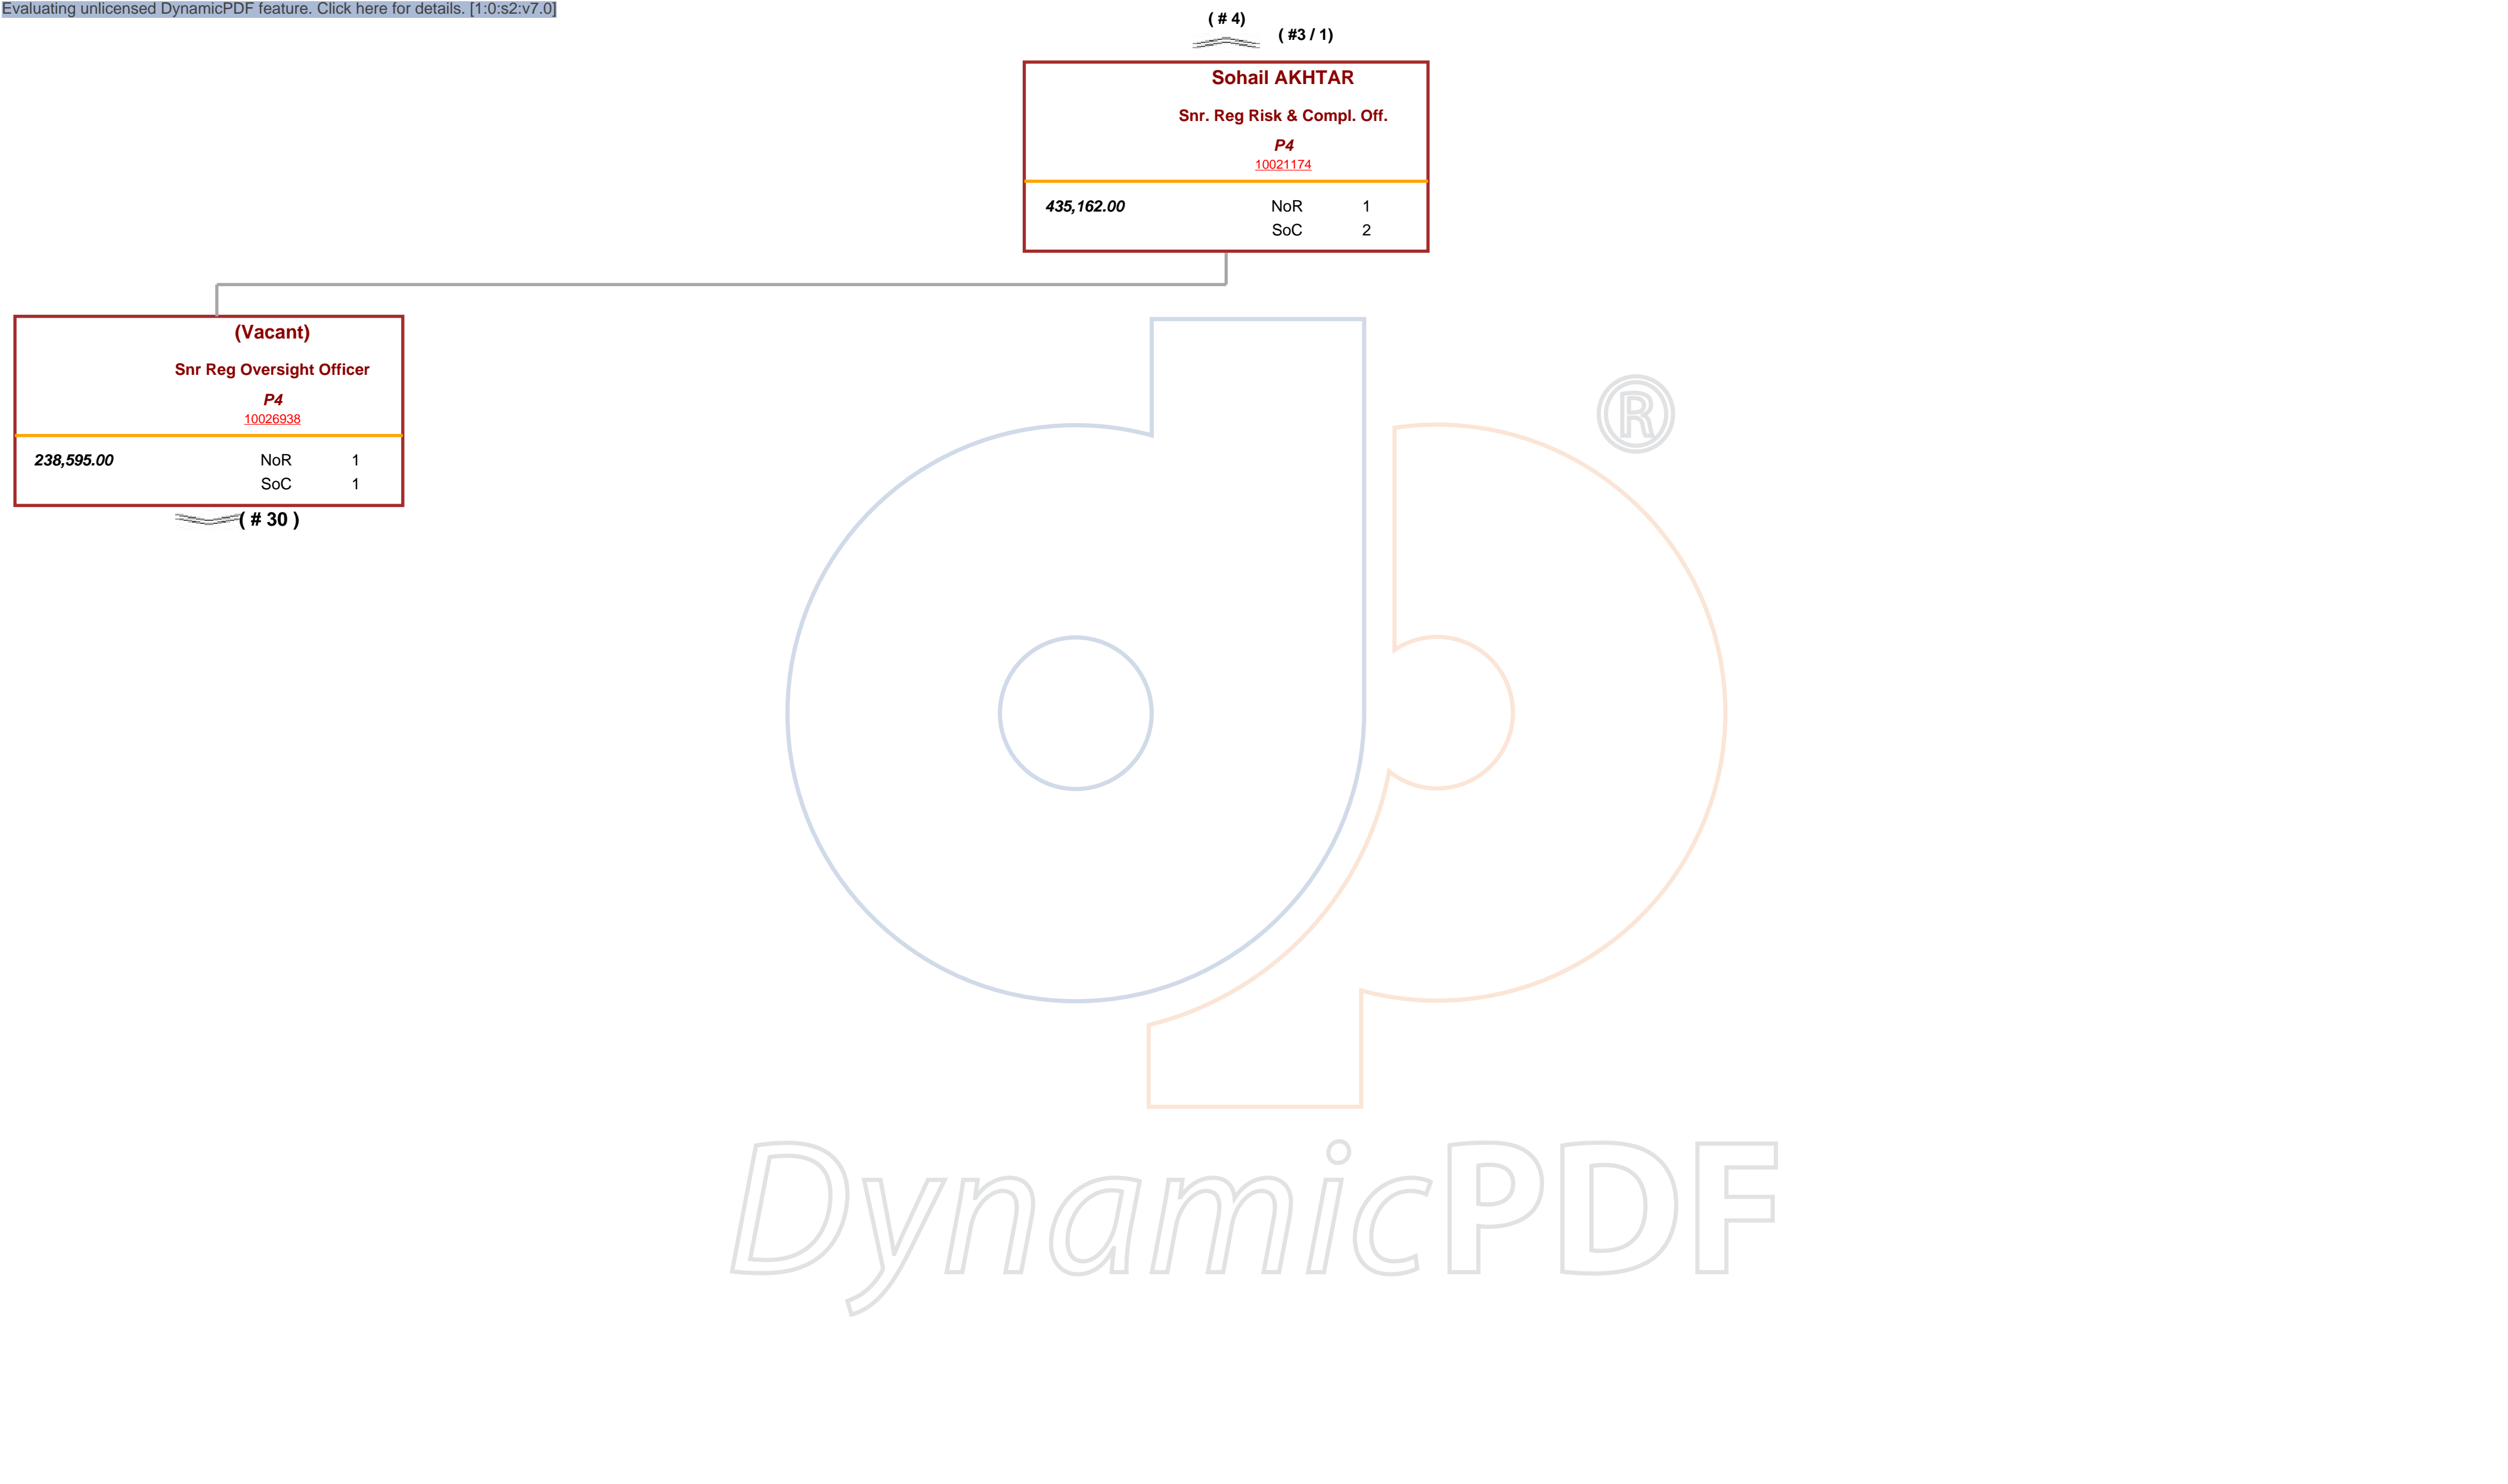 Evaluating unlicensed DynamicPDF feature. Click here for details. [1:0:s2:v7.0]
( # 4)
( #3 / 1)
Sohail AKHTAR
Snr. Reg Risk & Compl. Off.
P4
10021174
435,162.00 NoR 1
SoC 2
(Vacant)
Snr Reg Oversight Officer
P4
10026938
238,595.00 NoR 1
SoC 1
( # 30 )
®
DynamicPDF